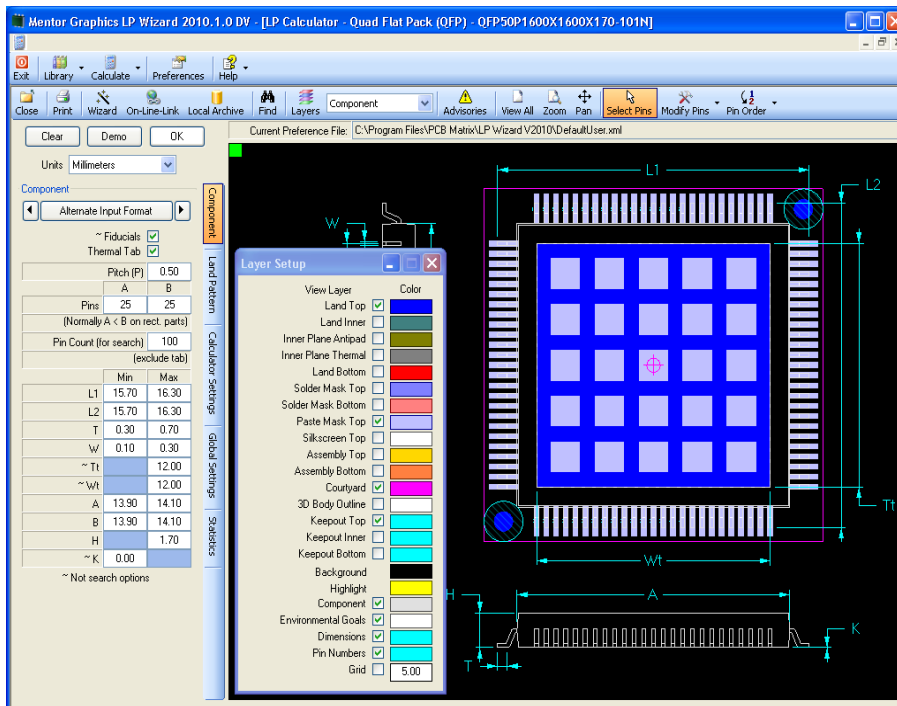 Mentor Graphics LP Wizard 2010.1.0 DV - [LP Calculator - Quad Flat Pack (QFP) - QFP50P1600X1600X170-101N]
Exit Library Calculate Preferences Help
Close Print Wizard On-Line-Link Local Archive Find Layers Component Advisories View All Zoom Pan Select Pins Modify Pins Pin Order
Clear Demo OK
Current Preference File: C:\Program Files\PCB Matrix\LP Wizard V2010\DefaultUser.xml
Units Millimeters
Component
Alternate Input Format
~ Fiducials
Thermal Tab
Pitch (P) 0.50
A B
Pins 25 25
(Normally A < B on rect. parts)
Pin Count (for search) 100
(exclude tab)
Min Max
L1 15.70 16.30
L2 15.70 16.30
T 0.30 0.70
W 0.10 0.30
~ Tt 12.00
~ Wt 12.00
A 13.90 14.10
B 13.90 14.10
H 1.70
~ K 0.00
~ Not search options
Component
Land Pattern
Calculator Settings
Global Settings
Statistics
Layer Setup
View Layer Color
Land Top
Land Inner
Inner Plane Antipad
Inner Plane Thermal
Land Bottom
Solder Mask Top
Solder Mask Bottom
Paste Mask Top
Silkscreen Top
Assembly Top
Assembly Bottom
Courtyard
3D Body Outline
Keepout Top
Keepout Inner
Keepout Bottom
Background
Highlight
Component
Environmental Goals
Dimensions
Pin Numbers
Grid 5.00
L1
L2
W
Tt
Wt
H
A
K
T